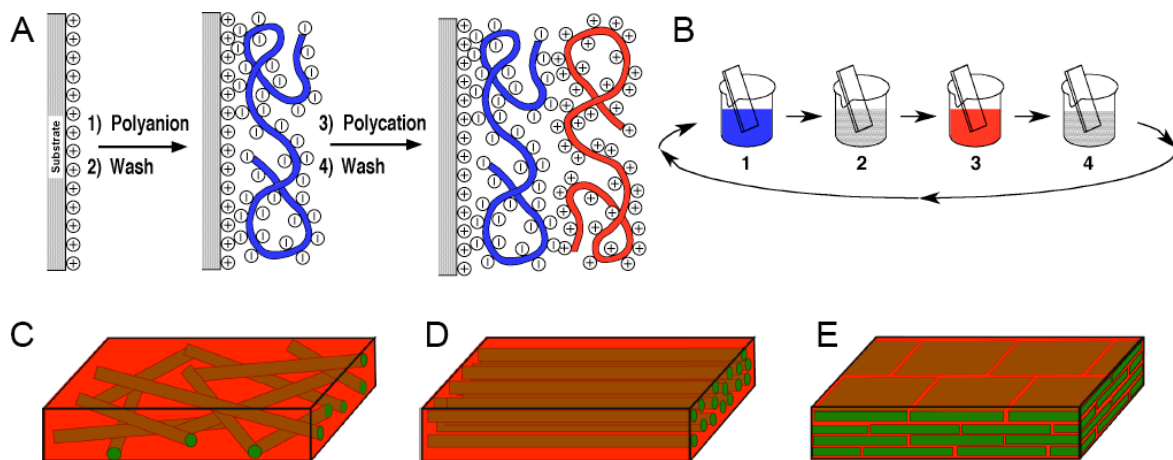 A
Substrate
1) Polyanion
2) Wash
3) Polycation
4) Wash
B
1
2
3
4
C
D
E